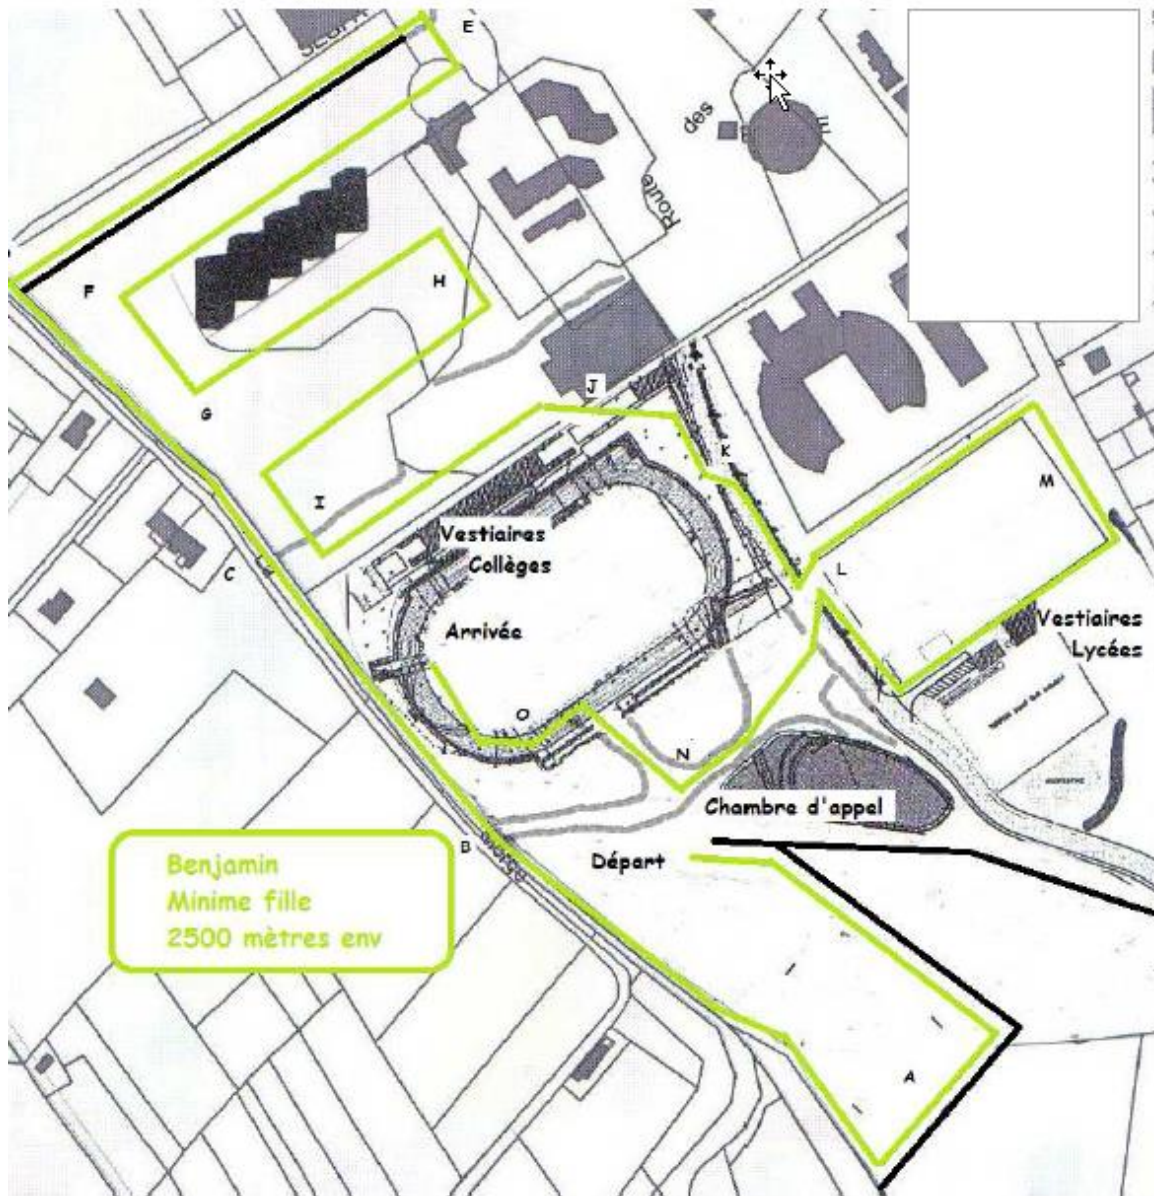 E
des
Route
F
H
G
J
K
I
M
Vestiaires
Collèges
C
L
Arrivée
Vestiaires
Lycées
O
N
Chambre d'appel
B
Départ
Benjamin
Minime fille
2500 mètres env
A